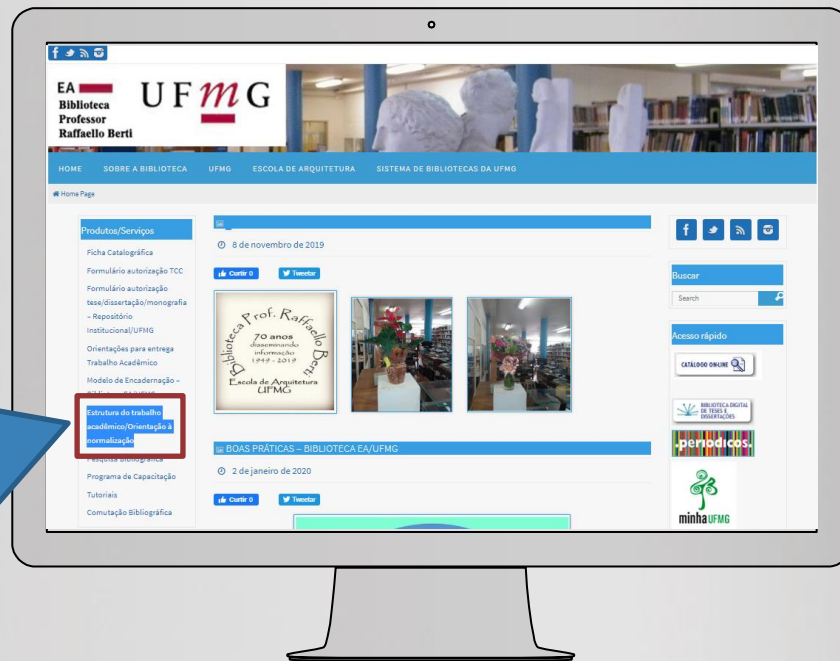 EA
Biblioteca
Professor
Raffaello Berti
UFmG
HOME SOBRE A BIBLIOTECA UFMG ESCOLA DE ARQUITETURA SISTEMA DE BIBLIOTECAS DA UFMG
Home Page
Produtos/Serviços
Ficha Catalográfica
Formulário autorização TCC
Formulário autorização
tese/dissertação/monografia
– Repositório
Institucional/UFMG
Orientações para entrega
Trabalho Acadêmico
Modelo de Encadernação –
Estrutura do trabalho
acadêmico/Orientação à
normalização
Pesquisa Bibliográfica
Programa de Capacitação
Tutoriais
Comutação Bibliográfica
8 de novembro de 2019
Curtir 0 Tweetar
Biblioteca Prof. Raffaello Berti
70 anos
disseminando
informação
1949 - 2019
Escola de Arquitetura
UFMG
BOAS PRÁTICAS – BIBLIOTECA EA/UFMG
2 de janeiro de 2020
Curtir 0 Tweetar
Buscar
Search
Acesso rápido
CATÁLOGO ON-LINE
BIBLIOTECA DIGITAL
DE TESES E
DISSERTAÇÕES
.periodicos.
minhaUFMG